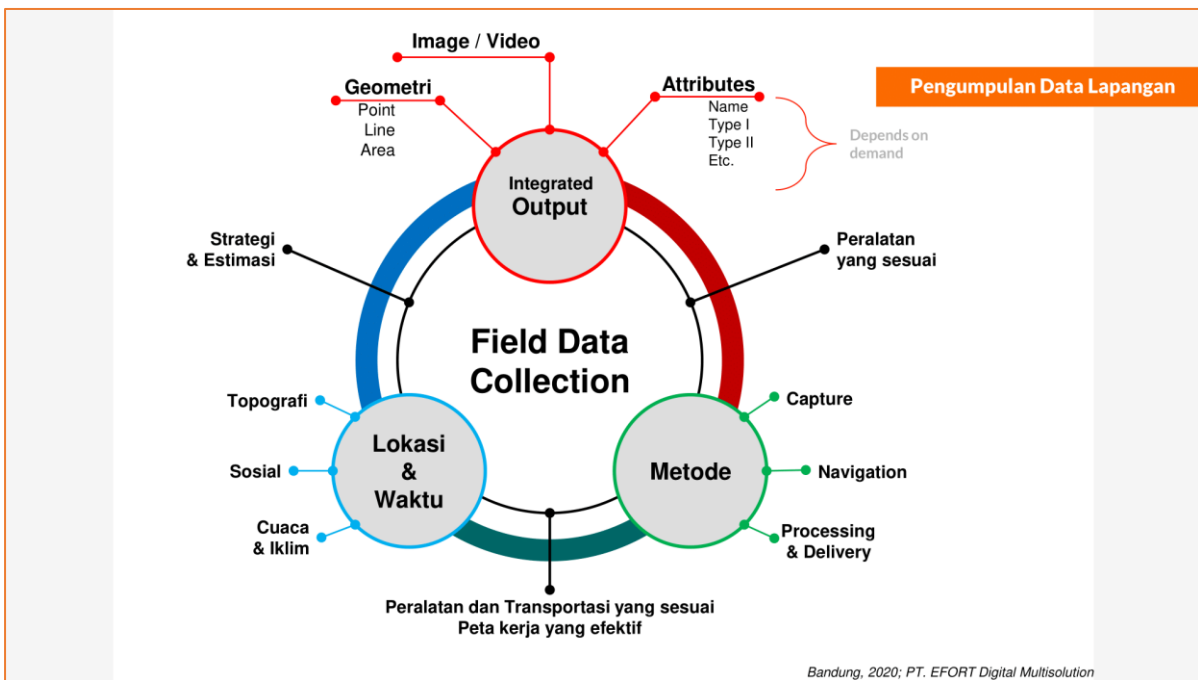 Image / Video
Pengumpulan Data Lapangan
Geometri
Point
Line
Area
Attributes
Name
Type I
Type II
Etc.
Depends on
demand
Integrated
Output
Strategi
& Estimasi
Peralatan
yang sesuai
Field Data
Collection
Topografi
Sosial
Cuaca
& Iklim
Lokasi
&
Waktu
Metode
Capture
Navigation
Processing
& Delivery
Peralatan dan Transportasi yang sesuai
Peta kerja yang efektif
Bandung, 2020; PT. EFORT Digital Multisolution